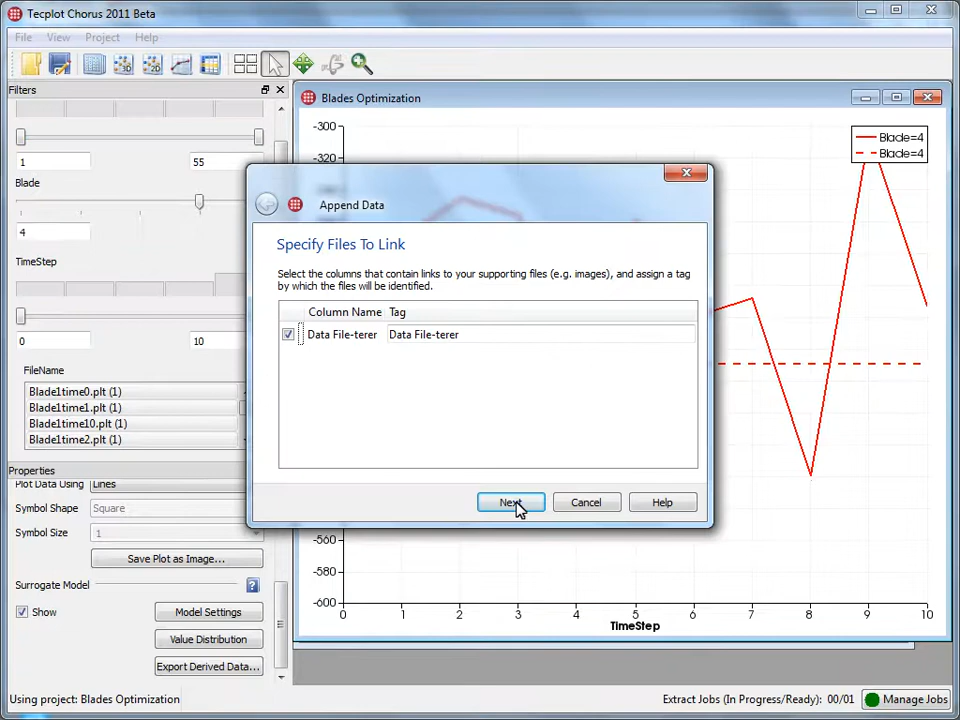 Tecplot Chorus 2011 Beta
File View Project Help
Filters
1 55
Blade
4
TimeStep
0 10
FileName
Blade1time0.plt (1)
Blade1time1.plt (1)
Blade1time10.plt (1)
Blade1time2.plt (1)
Properties
Plot Data Using Lines
Symbol Shape Square
Symbol Size 1
Save Plot as Image...
Surrogate Model ?
Show Model Settings
Value Distribution
Export Derived Data...
Blades Optimization
-300
-320
Blade=4
Blade=4
Append Data
Specify Files To Link
Select the columns that contain links to your supporting files (e.g. images), and assign a tag
by which the files will be identified.
Column Name Tag
Data File-terer Data File-terer
Next Cancel Help
-560
-580
-600
0 1 2 3 4 5 6 7 8 9 10
TimeStep
Using project: Blades Optimization
Extract Jobs (In Progress/Ready): 00/01 Manage Jobs